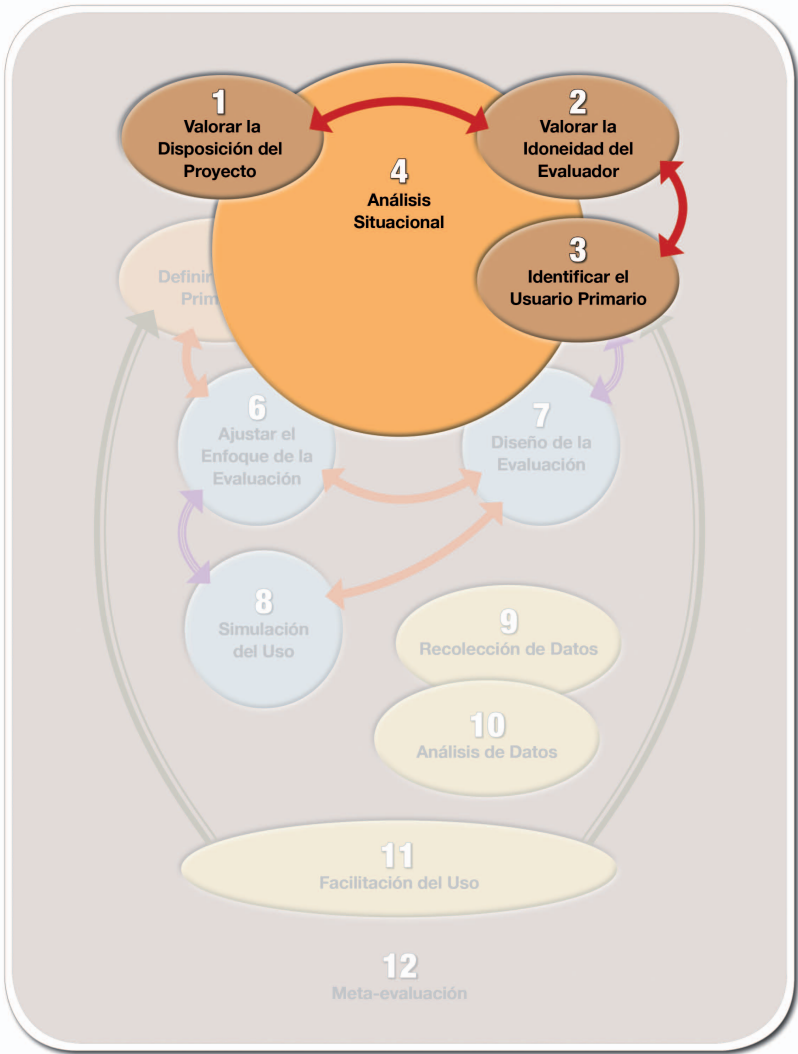 1
Valorar la
Disposición del
Proyecto
2
Valorar la
Idoneidad del
Evaluador
4
Análisis
Situacional
3
Identificar el
Usuario Primario
Definir
Prim
6
Ajustar el
Enfoque de la
Evaluación
7
Diseño de la
Evaluación
8
Simulación
del Uso
9
Recolección de Datos
10
Análisis de Datos
11
Facilitación del Uso
12
Meta-evaluación